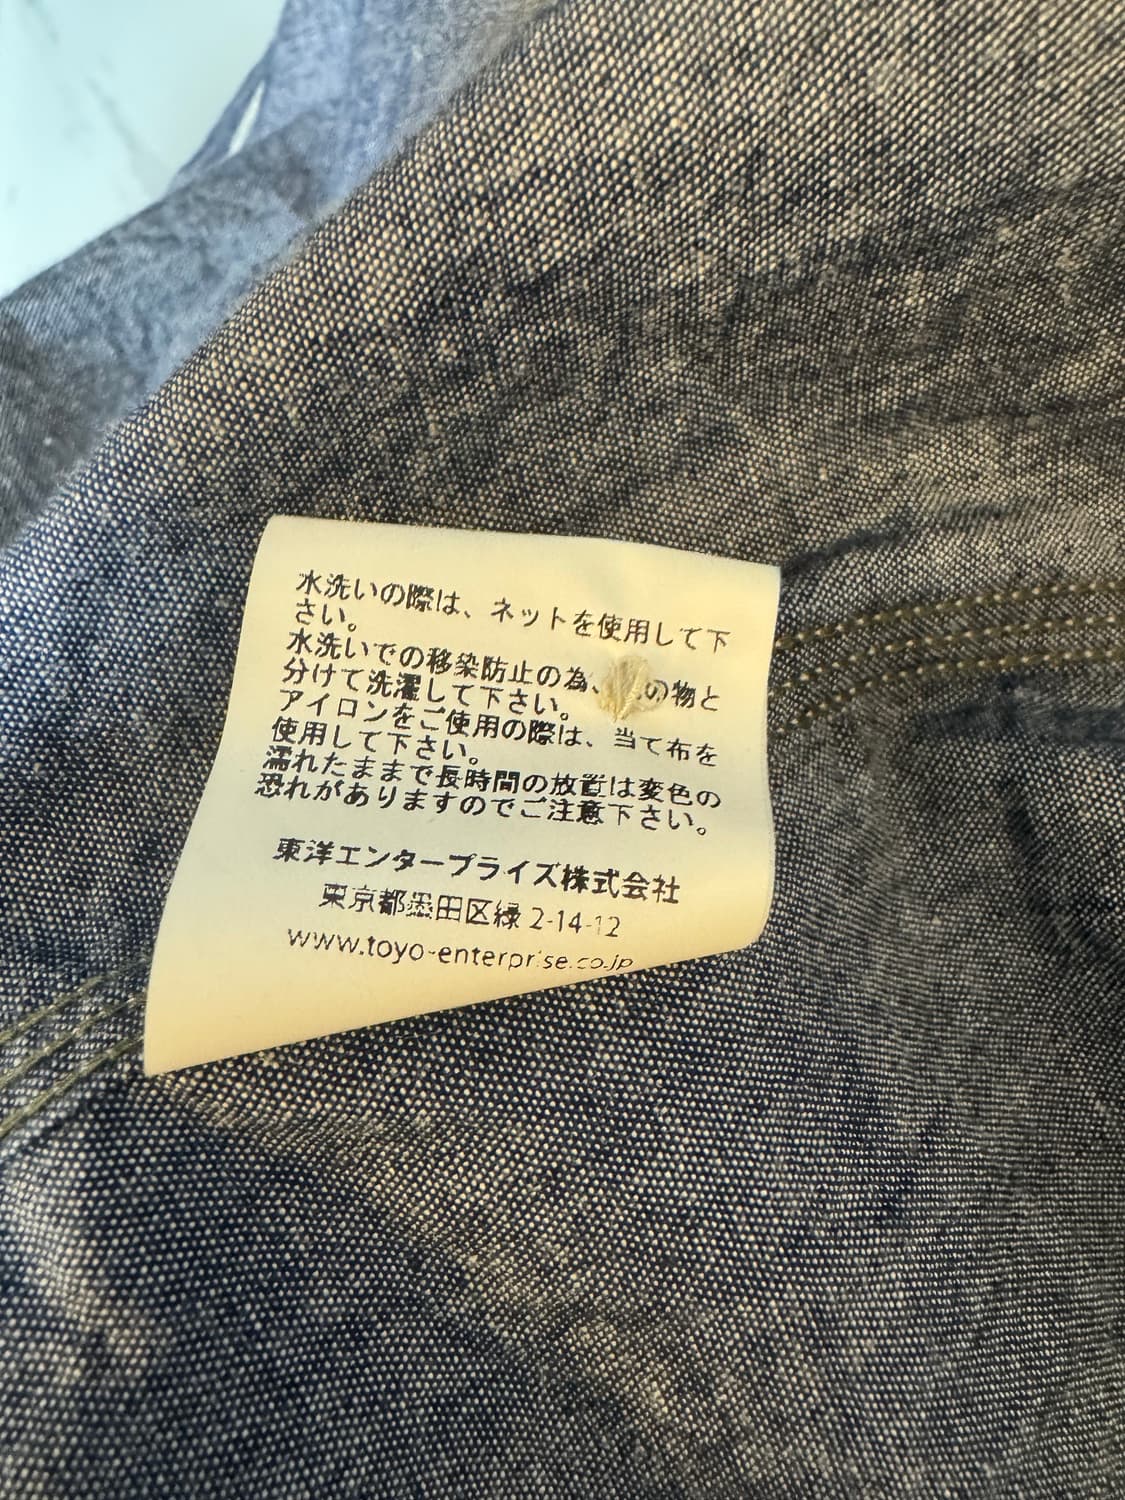 水洗いの際は、ネットを使用して下
さい。
水洗いでの移染防止の為、の物と
分けて洗濯して下さい。
アイロンをご使用の際は、当て布を
使用して下さい。
濡れたままで長時間の放置は変色の
恐れがありますのでご注意下さい。
東洋エンタープライズ株式会社
東京都墨田区緑 2-14-12
www.toyo-enterprise.co.jp